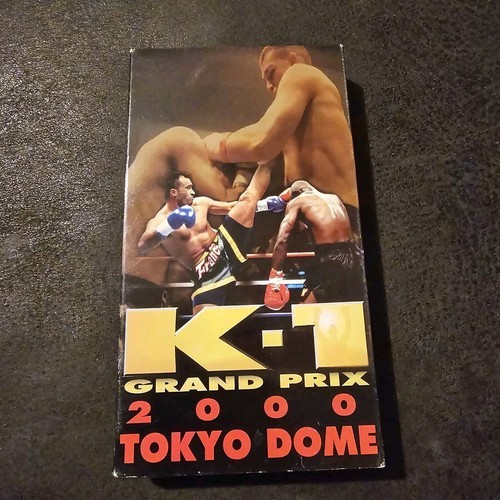 K-1
GRAND PRIX
2000
TOKYO DOME